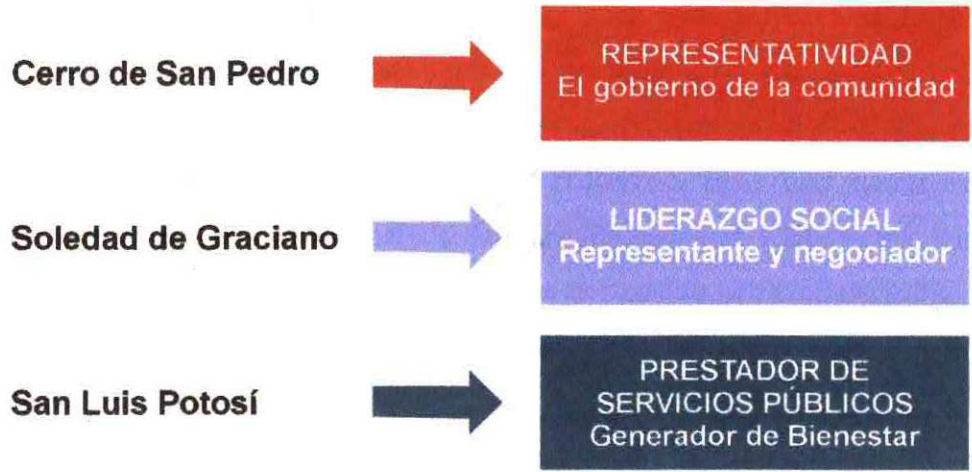 Cerro de San Pedro
REPRESENTATIVIDAD
El gobierno de la comunidad
Soledad de Graciano
LIDERAZGO SOCIAL
Representante y negociador
San Luis Potosí
PRESTADOR DE
SERVICIOS PÚBLICOS
Generador de Bienestar